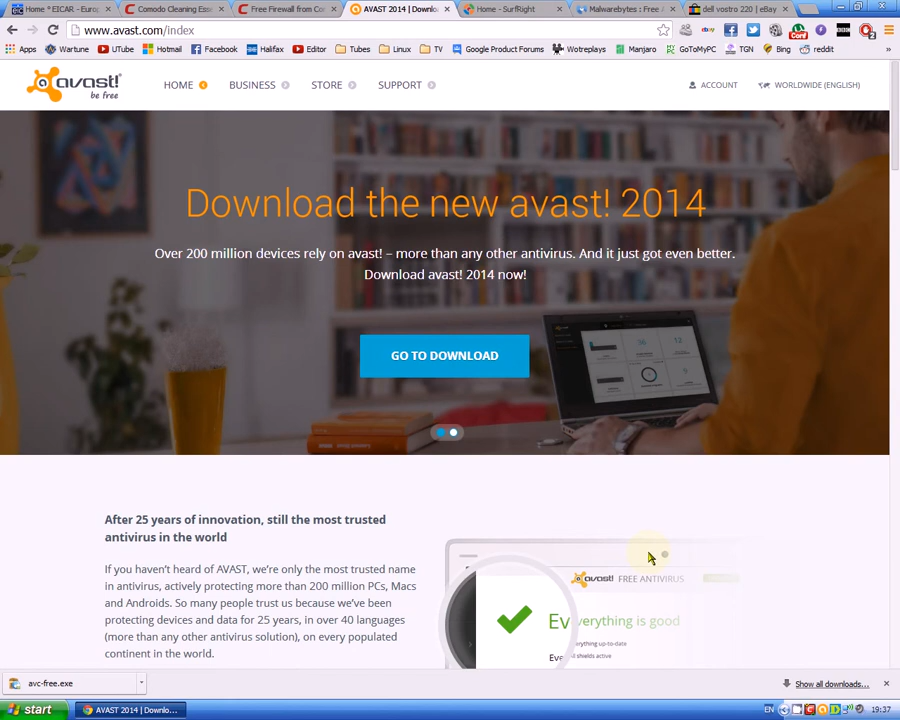 Home * EICAR - Europ
Comodo Cleaning Esse
Free Firewall from Co
AVAST 2014 | Downlo
Home - SurfRight
Malwarebytes : Free A
dell vostro 220 | eBay
www.avast.com/index
Apps
Wartune
UTube
Hotmail
Facebook
Halifax
Editor
Tubes
Linux
TV
Google Product Forums
Wotreplays
Manjaro
GoToMyPC
TGN
Bing
reddit
»
avast!
be free
HOME
BUSINESS
STORE
SUPPORT
ACCOUNT
WORLDWIDE (ENGLISH)
Download the new avast! 2014
Over 200 million devices rely on avast! – more than any other antivirus. And it just got even better.
Download avast! 2014 now!
GO TO DOWNLOAD
After 25 years of innovation, still the most trusted
antivirus in the world
If you haven't heard of AVAST, we're only the most trusted name
in antivirus, actively protecting more than 200 million PCs, Macs
and Androids. So many people trust us because we've been
protecting devices and data for 25 years, in over 40 languages
(more than any other antivirus solution), on every populated
continent in the world.
avast! FREE ANTIVIRUS
Everything is good
erything up-to-date
shields active
avc-free.exe
Show all downloads...
start
AVAST 2014 | Downlo...
EN
19:37